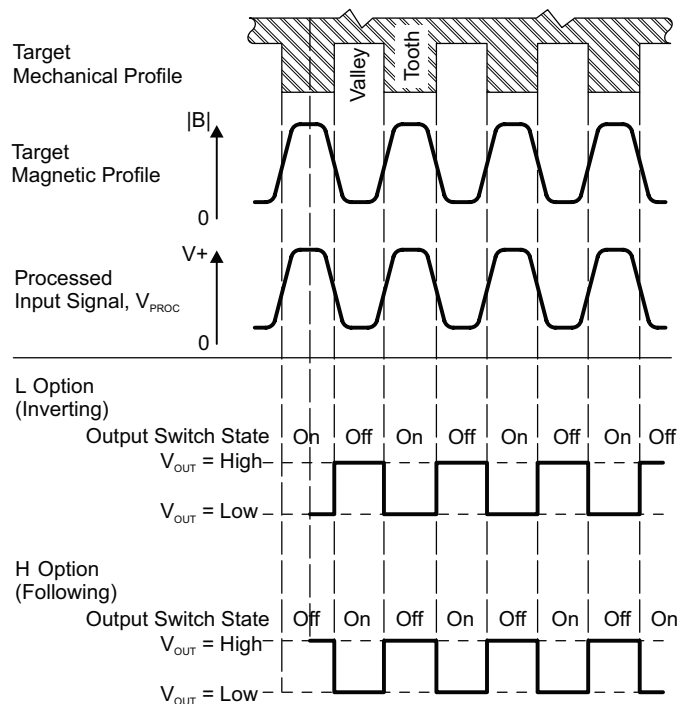 Target
Mechanical Profile
Valley
Tooth
|B|
Target
Magnetic Profile
0
V+
Processed
Input Signal, VPROC
0
L Option
(Inverting)
Output Switch State On Off On Off On Off On Off
VOUT = High
VOUT = Low
H Option
(Following)
Output Switch State Off On Off On Off On Off On
VOUT = High
VOUT = Low